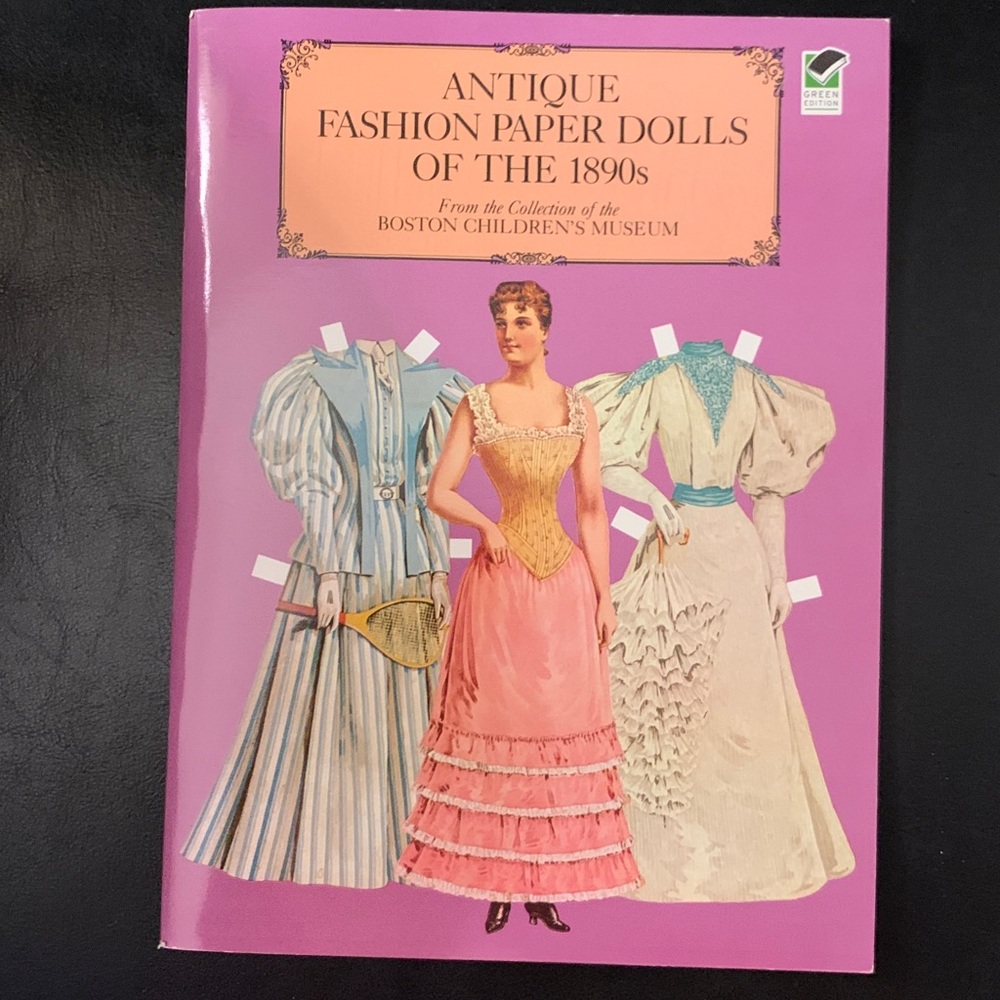 ANTIQUE
FASHION PAPER DOLLS
OF THE 1890s
From the Collection of the
BOSTON CHILDREN'S MUSEUM
GREEN
EDITION